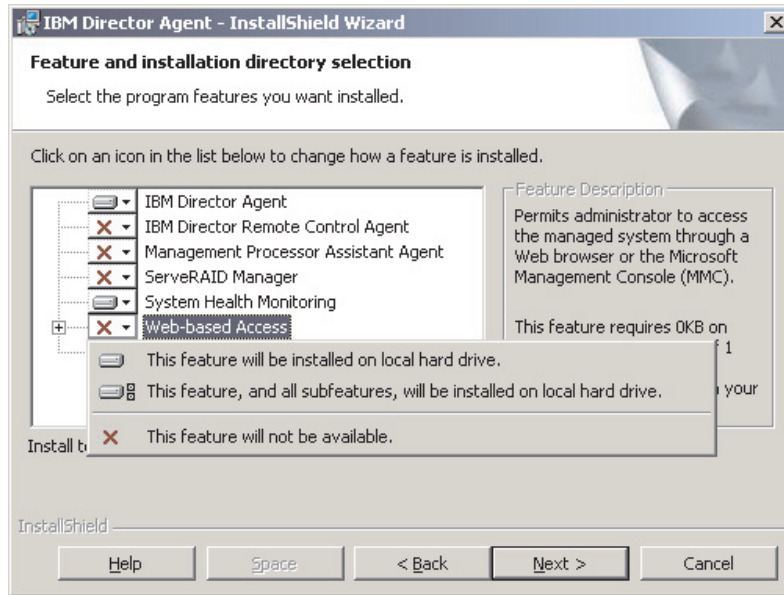 IBM Director Agent - InstallShield Wizard
Feature and installation directory selection
Select the program features you want installed.
Click on an icon in the list below to change how a feature is installed.
IBM Director Agent
IBM Director Remote Control Agent
Management Processor Assistant Agent
ServeRAID Manager
System Health Monitoring
Web-based Access
Feature Description
Permits administrator to access
the managed system through a
Web browser or the Microsoft
Management Console (MMC).
This feature requires 0KB on
1
your
This feature will be installed on local hard drive.
This feature, and all subfeatures, will be installed on local hard drive.
This feature will not be available.
Install
InstallShield
Help
Space
< Back
Next >
Cancel